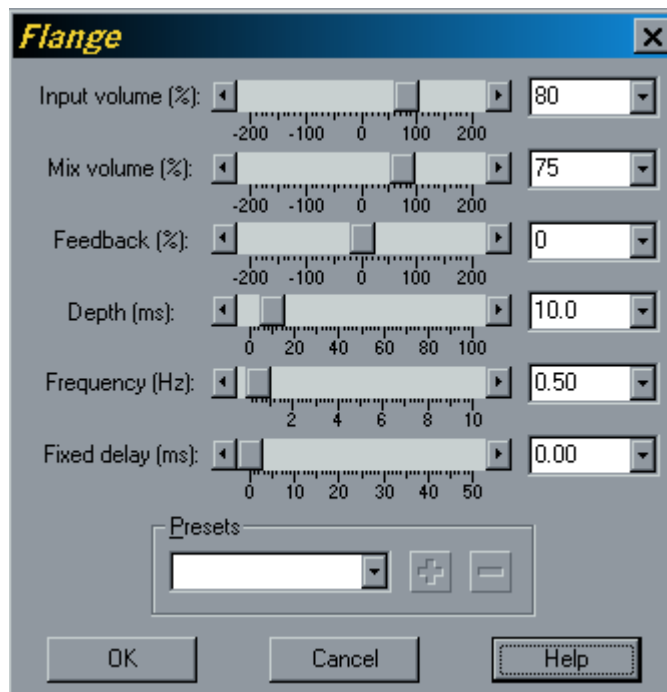 Flange
Input volume (%): 80
-200 -100 0 100 200
Mix volume (%): 75
-200 -100 0 100 200
Feedback (%): 0
-200 -100 0 100 200
Depth (ms): 10.0
0 20 40 60 80 100
Frequency (Hz): 0.50
2 4 6 8 10
Fixed delay (ms): 0.00
0 10 20 30 40 50
Presets
OK Cancel Help